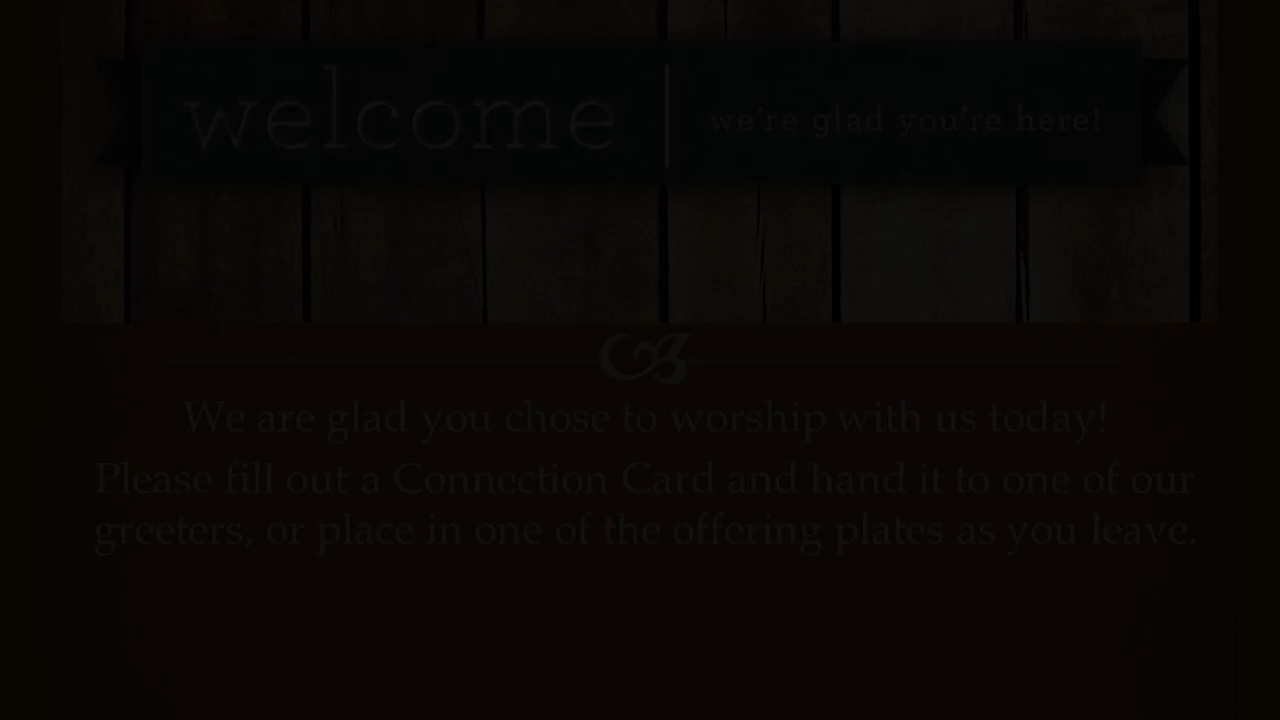 welcome | we're glad you're here!
We are glad you chose to worship with us today!
Please fill out a Connection Card and hand it to one of our
greeters, or place in one of the offering plates as you leave.